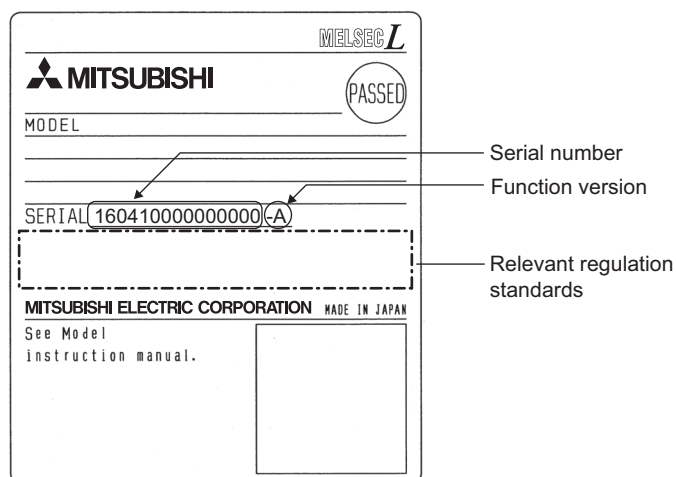 MELSEC L
MITSUBISHI
PASSED
MODEL
Serial number
Function version
SERIAL 160410000000000 -A
Relevant regulation
standards
MITSUBISHI ELECTRIC CORPORATION MADE IN JAPAN
See Model
instruction manual.